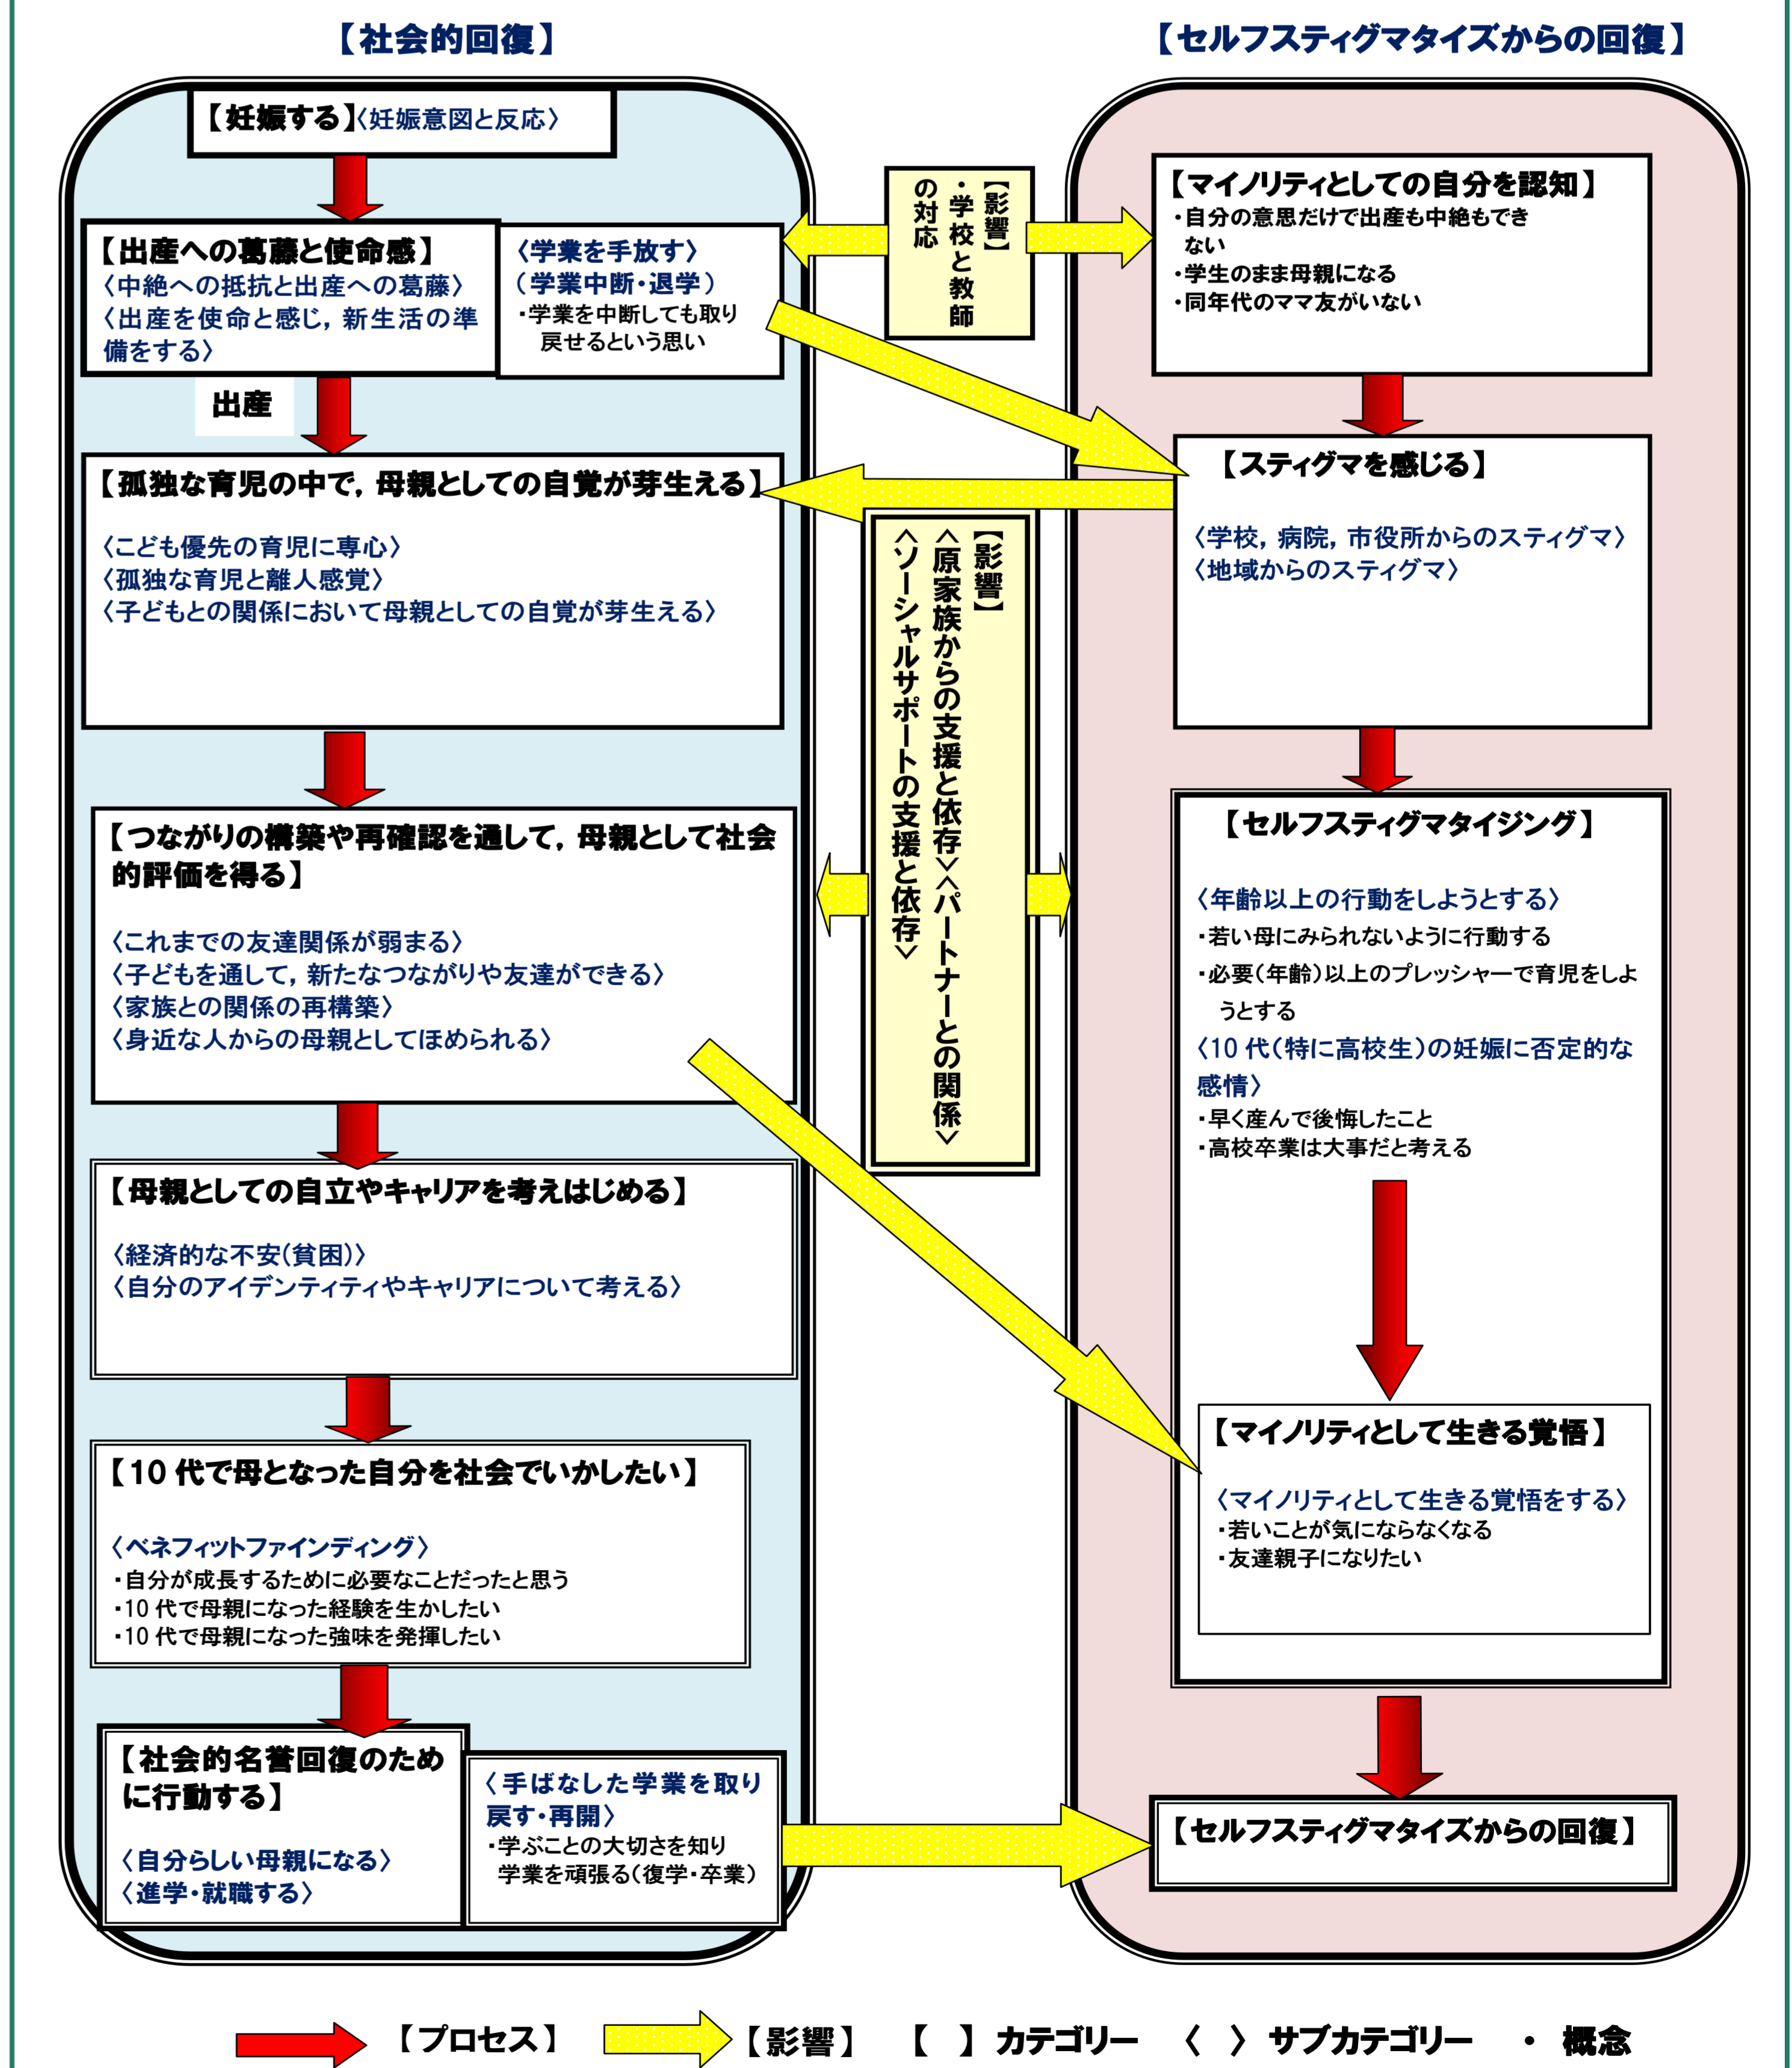 【社会的回復】
【妊娠する】〈妊娠意図と反応〉
【出産への葛藤と使命感】
〈中絶への抵抗と出産への葛藤〉
〈出産を使命と感じ，新生活の準
備をする〉
〈学業を手放す〉
（学業中断・退学）
・学業を中断しても取り
戻せるという思い
出産
【孤独な育児の中で，母親としての自覚が芽生える】
〈こども優先の育児に専心〉
〈孤独な育児と離人感覚〉
〈子どもとの関係において母親としての自覚が芽生える〉
【つながりの構築や再確認を通して，母親として社会
的評価を得る】
〈これまでの友達関係が弱まる〉
〈子どもを通して，新たなつながりや友達ができる〉
〈家族との関係の再構築〉
〈身近な人からの母親としてほめられる〉
【母親としての自立やキャリアを考えはじめる】
〈経済的な不安(貧困)〉
〈自分のアイデンティティやキャリアについて考える〉
【10 代で母となった自分を社会でいかしたい】
〈ベネフィットファインディング〉
・自分が成長するために必要なことだったと思う
・10 代で母親になった経験を生かしたい
・10 代で母親になった強味を発揮したい
【社会的名誉回復のため
に行動する】
〈自分らしい母親になる〉
〈進学・就職する〉
〈手ばなした学業を取り
戻す・再開〉
・学ぶことの大切さを知り
学業を頑張る（復学・卒業）
【影響】
・学校と教師
の対応
【影響】
〈原家族からの支援と依存〉〈パートナーとの関係〉
〈ソーシャルサポートの支援と依存〉
【セルフスティグマタイズからの回復】
【マイノリティとしての自分を認知】
・自分の意思だけで出産も中絶もでき
ない
・学生のまま母親になる
・同年代のママ友がいない
【スティグマを感じる】
〈学校，病院，市役所からのスティグマ〉
〈地域からのスティグマ〉
【セルフスティグマタイジング】
〈年齢以上の行動をしようとする〉
・若い母にみられないように行動する
・必要（年齢）以上のプレッシャーで育児をしよ
うとする
〈10 代（特に高校生）の妊娠に否定的な
感情〉
・早く産んで後悔したこと
・高校卒業は大事だと考える
【マイノリティとして生きる覚悟】
〈マイノリティとして生きる覚悟をする〉
・若いことが気にならなくなる
・友達親子になりたい
【セルフスティグマタイズからの回復】
【プロセス】 【影響】 【 】カテゴリー 〈 〉サブカテゴリー ・ 概念